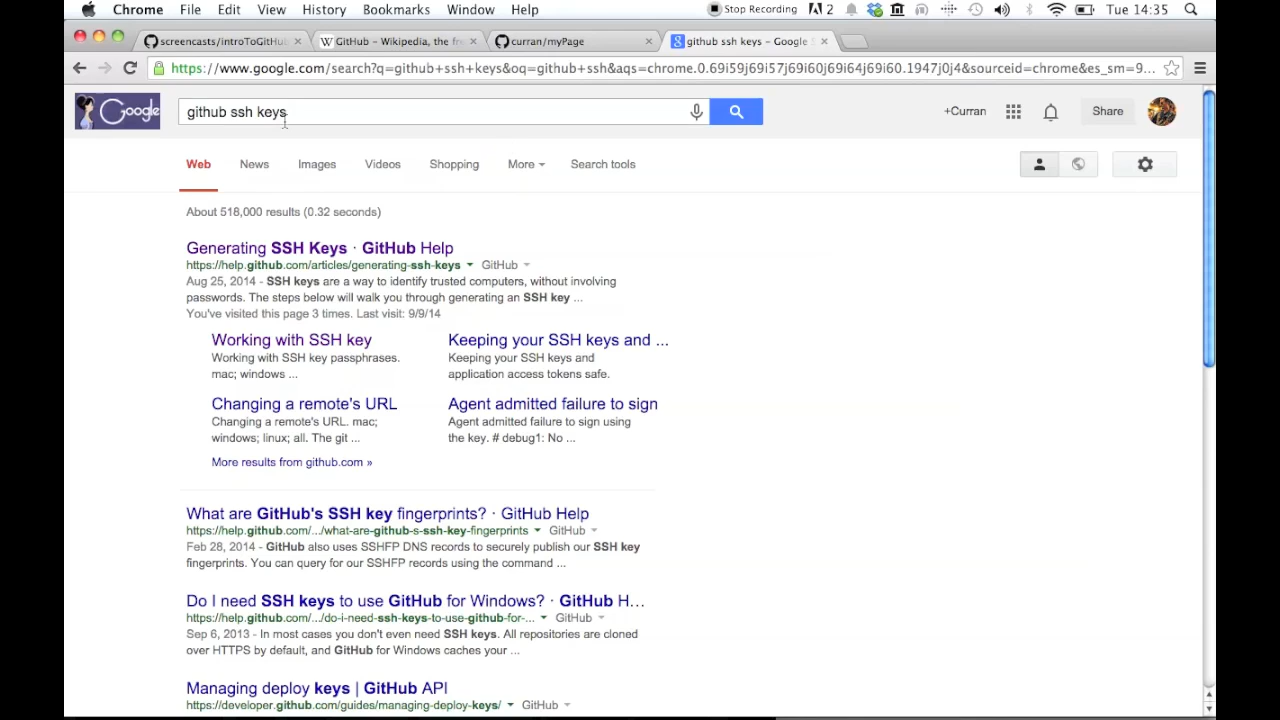 Chrome File Edit View History Bookmarks Window Help Stop Recording 2 Tue 14:35
screencasts/introToGitHub GitHub – Wikipedia, the fre curran/myPage github ssh keys – Google
https://www.google.com/search?q=github+ssh+keys&oq=github+ssh&aqs=chrome.0.69i59j69i57j69i60j69i64j69i60.1947j0j4&sourceid=chrome&es_sm=9...
Google github ssh keys +Curran Share
Web News Images Videos Shopping More Search tools
About 518,000 results (0.32 seconds)
Generating SSH Keys · GitHub Help
https://help.github.com/articles/generating-ssh-keys GitHub
Aug 25, 2014 - SSH keys are a way to identify trusted computers, without involving
passwords. The steps below will walk you through generating an SSH key ...
You've visited this page 3 times. Last visit: 9/9/14
Working with SSH key
Working with SSH key passphrases.
mac; windows ...
Keeping your SSH keys and ...
Keeping your SSH keys and
application access tokens safe.
Changing a remote's URL
Changing a remote's URL. mac;
windows; linux; all. The git ...
Agent admitted failure to sign
Agent admitted failure to sign using
the key. # debug1: No ...
More results from github.com »
What are GitHub's SSH key fingerprints? · GitHub Help
https://help.github.com/.../what-are-github-s-ssh-key-fingerprints GitHub
Feb 28, 2014 - GitHub also uses SSHFP DNS records to securely publish our SSH key
fingerprints. You can query for our SSHFP records using the command ...
Do I need SSH keys to use GitHub for Windows? · GitHub H...
https://help.github.com/.../do-i-need-ssh-keys-to-use-github-for-... GitHub
Sep 6, 2013 - In most cases you don't even need SSH keys. All repositories are cloned
over HTTPS by default, and GitHub for Windows caches your ...
Managing deploy keys | GitHub API
https://developer.github.com/guides/managing-deploy-keys/ GitHub